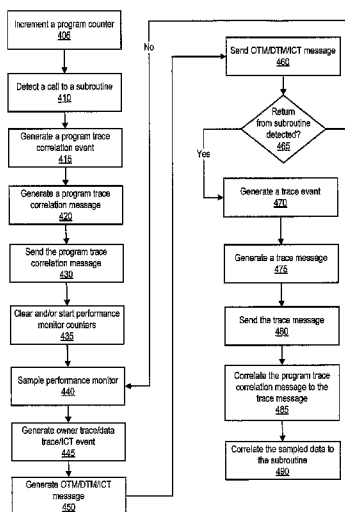 Increment a program counter
406
Detect a call to a subroutine
410
Generate a program trace
correlation event
415
Generate a program trace
correlation message
420
Send the program trace
correlation message
430
Clear and/or start performance
monitor counters
435
Sample performance monitor
440
Generate owner trace/data
trace/ICT event
445
Generate OTM/DTM/ICT
message
450
No
Send OTM/DTM/ICT message
460
Return
from subroutine
detected?
465
Yes
Generate a trace event
470
Generate a trace message
475
Send the trace message
480
Correlate the program trace
correlation message to the
trace message
485
Correlate the sampled data to
the subroutine
490